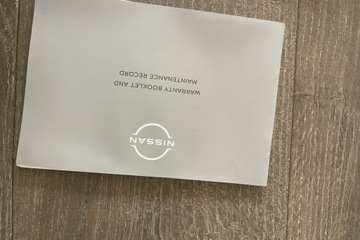 NISSAN
WARRANTY BOOKLET AND
MAINTENANCE RECORD